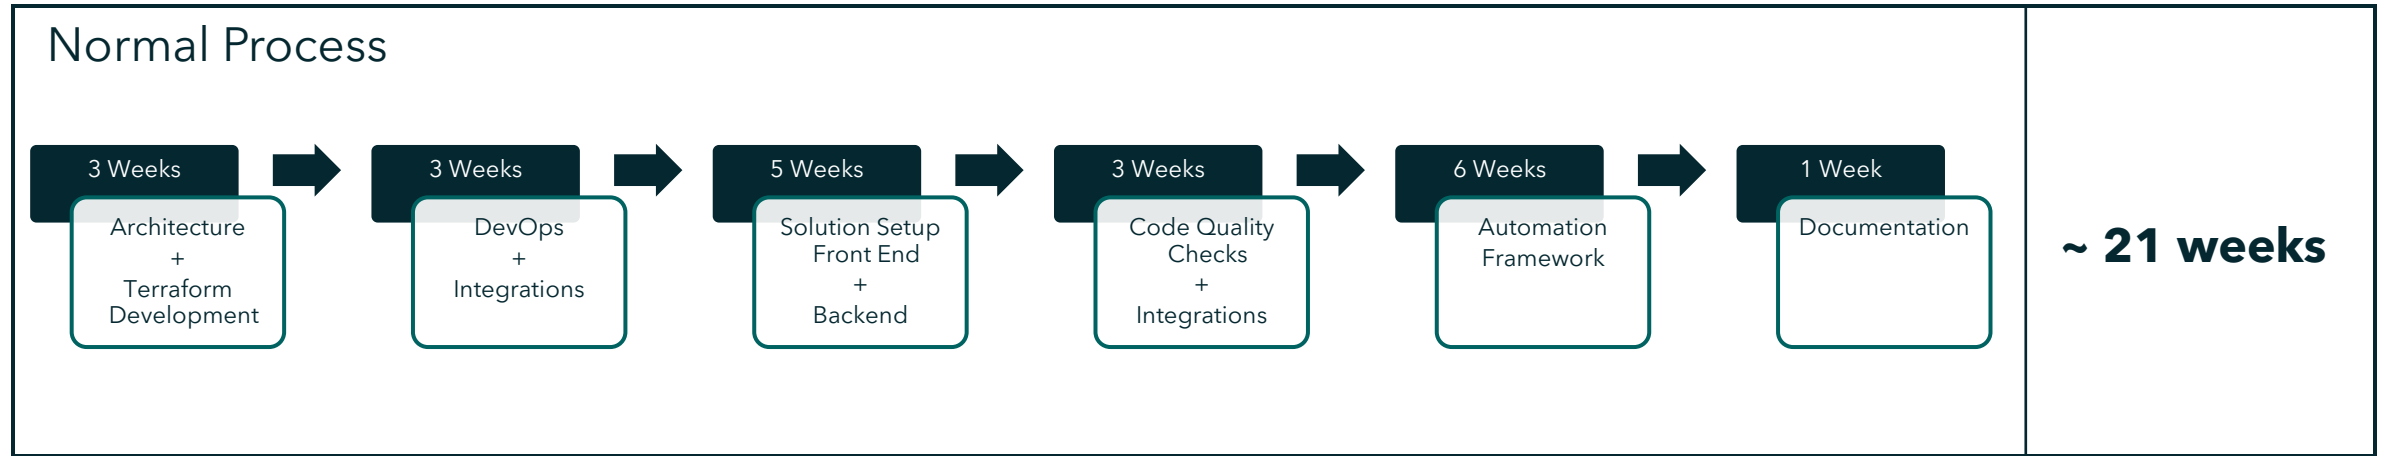 Normal Process
3 Weeks
Architecture
+
Terraform
Development
3 Weeks
DevOps
+
Integrations
5 Weeks
Solution Setup
Front End
+
Backend
3 Weeks
Code Quality
Checks
+
Integrations
6 Weeks
Automation
Framework
1 Week
Documentation
~ 21 weeks